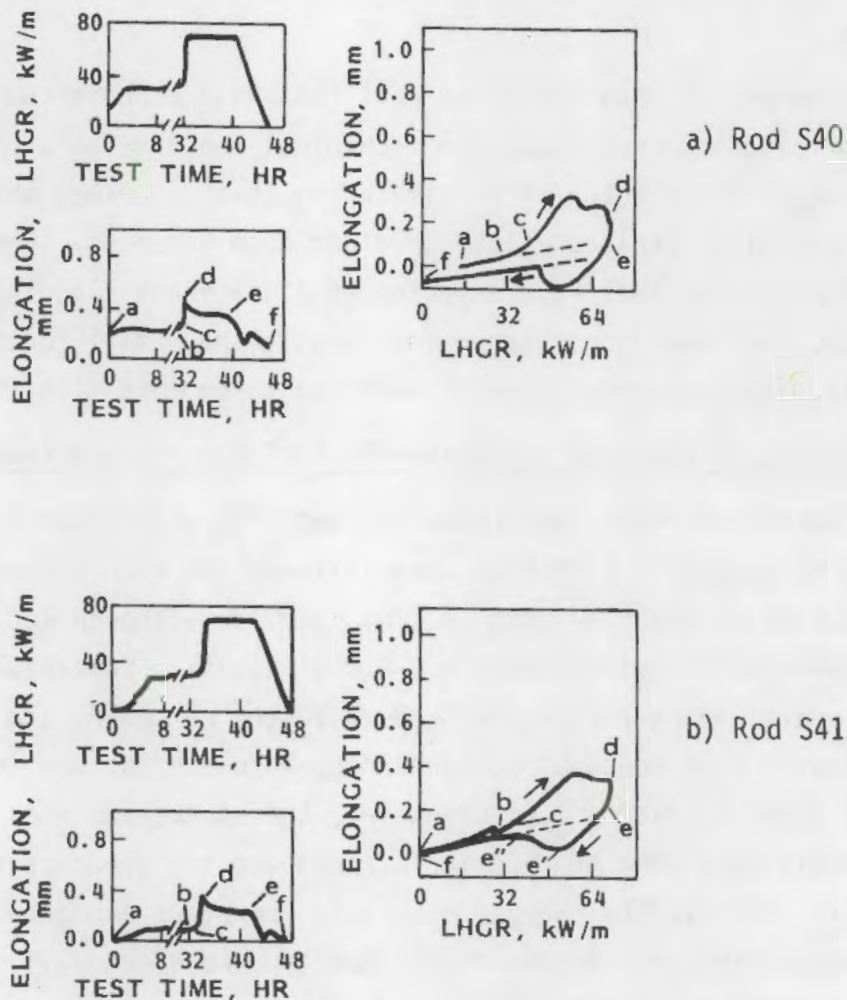 LHGR, kW/m
80
40
0
0 8 32 40 48
TEST TIME, HR
ELONGATION, mm
0.8
0.4
0.0
a
b
c
d
e
f
0 8 32 40 48
TEST TIME, HR
ELONGATION, mm
1.0
0.8
0.6
0.4
0.2
0.0
f
a
b
c
d
e
0 32 64
LHGR, kW/m
a) Rod S40
LHGR, kW/m
80
40
0
0 8 32 40 48
TEST TIME, HR
ELONGATION, mm
0.8
0.4
0.0
a
b
c
d
e
f
0 8 32 40 48
TEST TIME, HR
ELONGATION, mm
1.0
0.8
0.6
0.4
0.2
0.0
a
f
b
c
d
e
e''
e''
0 32 64
LHGR, kW/m
b) Rod S41